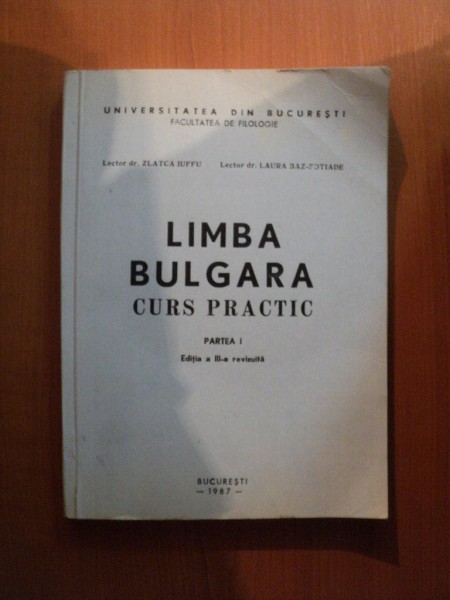 UNIVERSITATEA DIN BUCUREȘTI
FACULTATEA DE FILOLOGIE
Lector dr. ZLATCA IUFFU Lector dr. LAURA BAZ-FOTIADE
LIMBA
BULGARA
CURS PRACTIC
PARTEA I
Ediția a III-a revizuită
BUCUREȘTI
— 1987 —